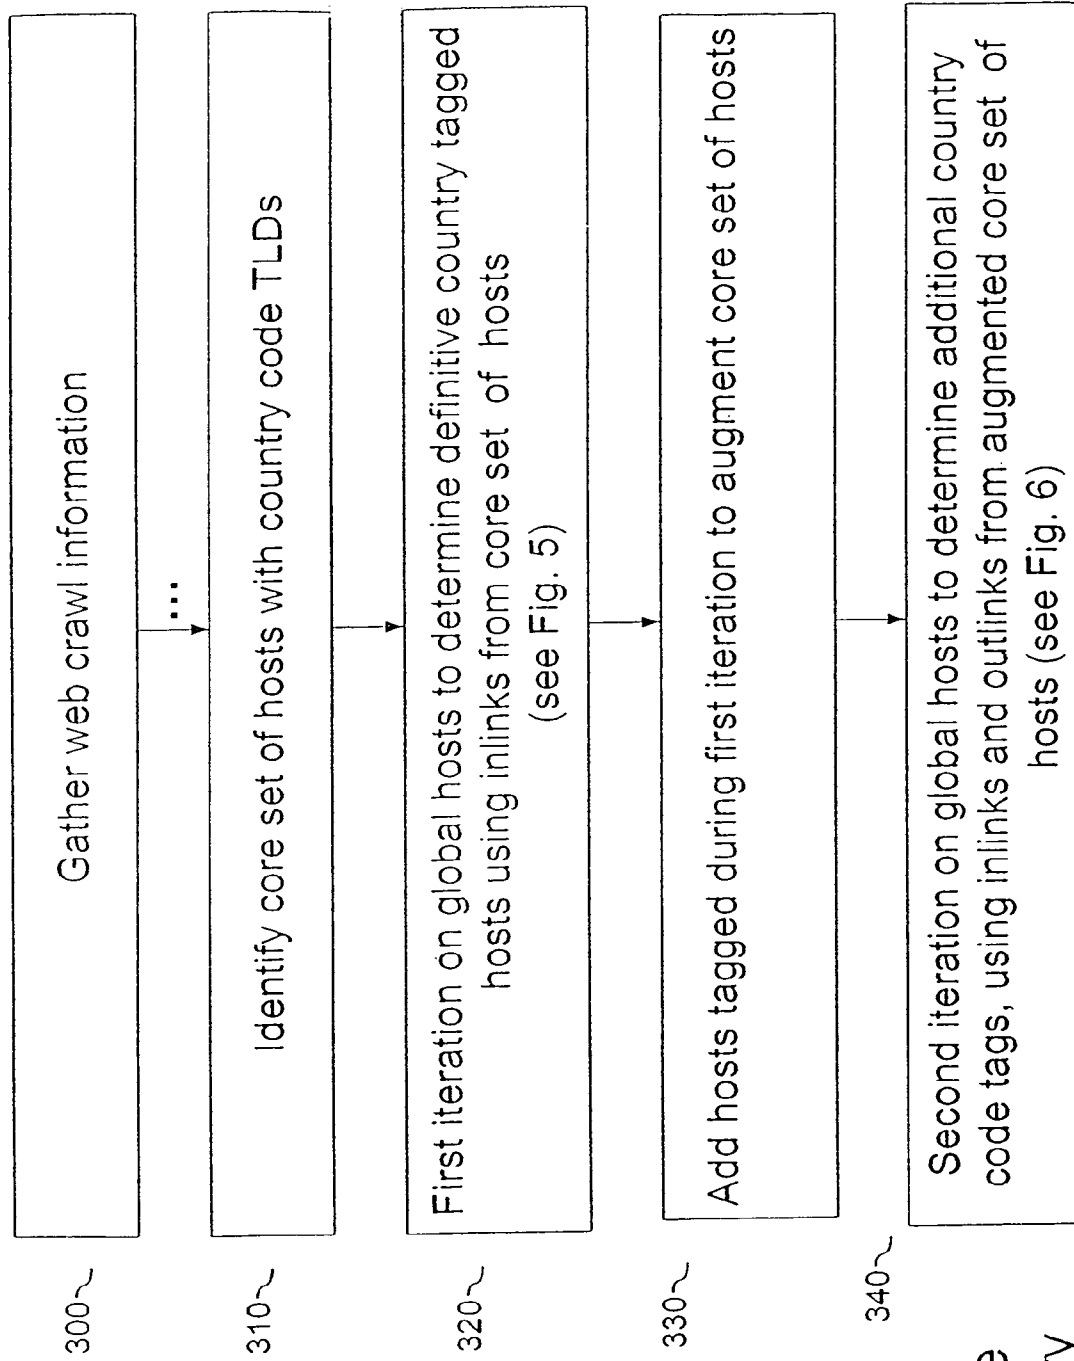 300~
Gather web crawl information
...
310~
Identify core set of hosts with country code TLDs
320~
First iteration on global hosts to determine definitive country tagged
hosts using inlinks from core set of hosts
(see Fig. 5)
330~
Add hosts tagged during first iteration to augment core set of hosts
340~
Second iteration on global hosts to determine additional country
code tags, using inlinks and outlinks from augmented core set of
hosts (see Fig. 6)